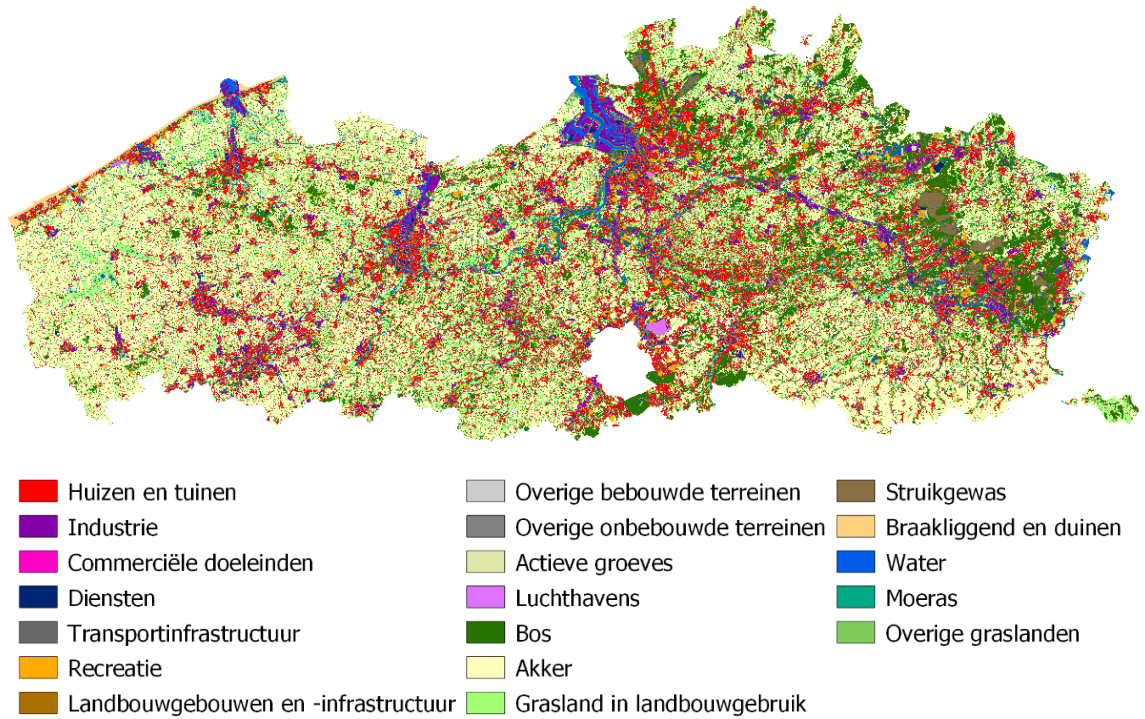 Huizen en tuinen
Industrie
Commerciële doeleinden
Diensten
Transportinfrastructuur
Recreatie
Landbouwgebouwen en -infrastructuur
Overige bebouwde terreinen
Overige onbebouwde terreinen
Actieve groeves
Luchthavens
Bos
Akker
Grasland in landbouwgebruik
Struikgewas
Braakliggend en duinen
Water
Moeras
Overige graslanden